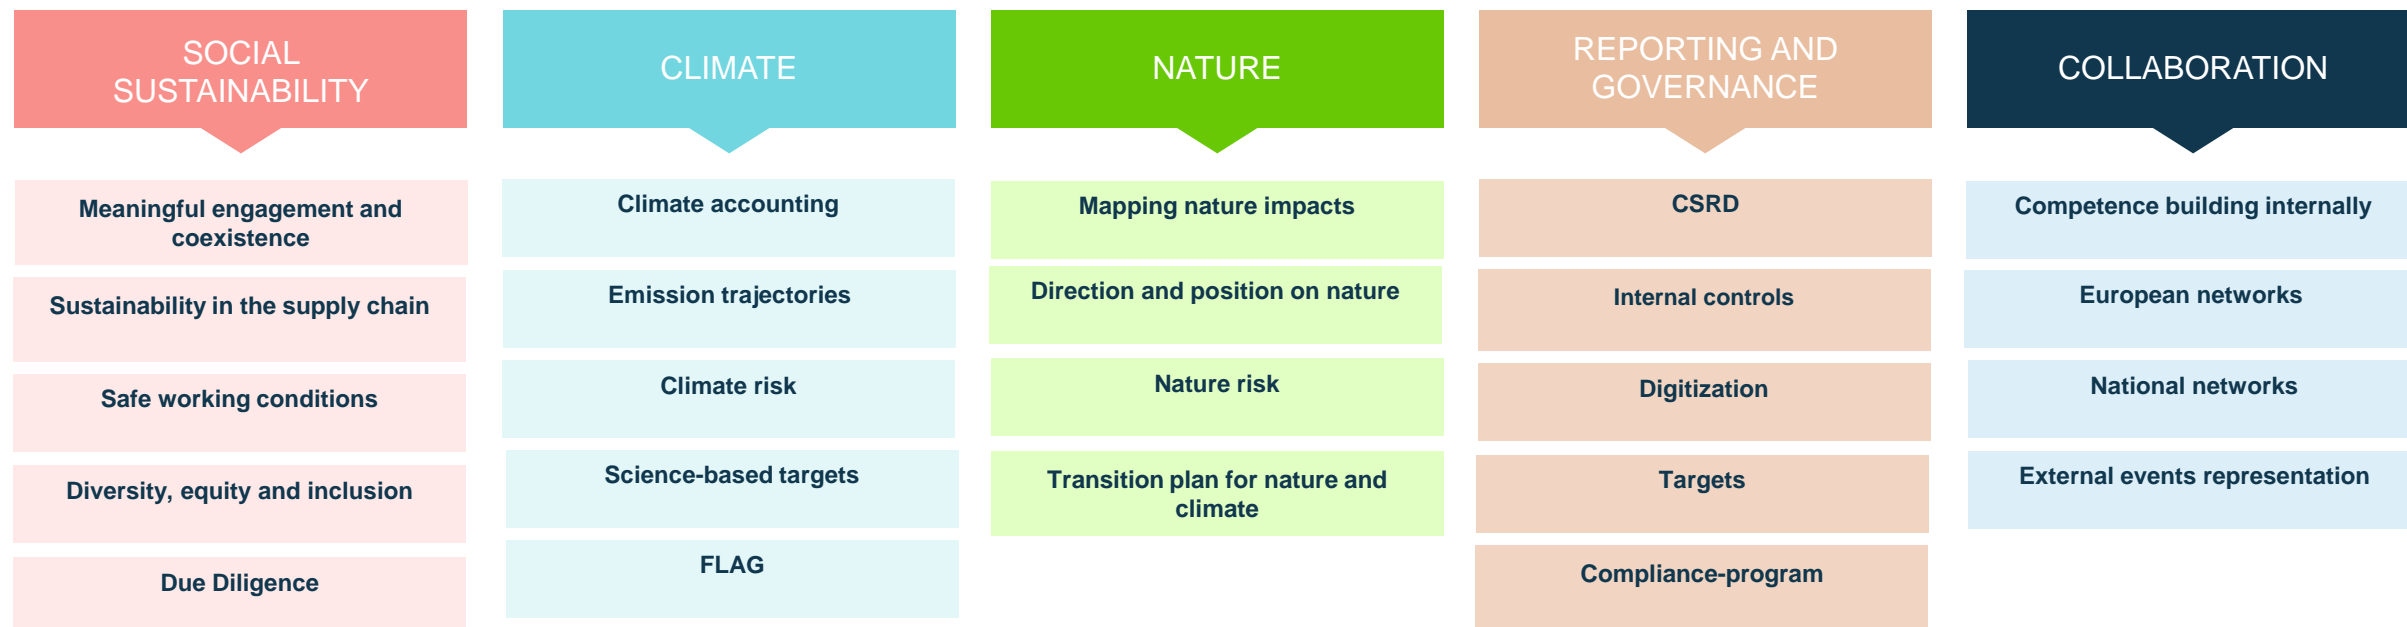 SOCIAL
SUSTAINABILITY
Meaningful engagement and
coexistence
Sustainability in the supply chain
Safe working conditions
Diversity, equity and inclusion
Due Diligence
CLIMATE
Climate accounting
Emission trajectories
Climate risk
Science-based targets
FLAG
NATURE
Mapping nature impacts
Direction and position on nature
Nature risk
Transition plan for nature and
climate
REPORTING AND
GOVERNANCE
CSRD
Internal controls
Digitization
Targets
Compliance-program
COLLABORATION
Competence building internally
European networks
National networks
External events representation